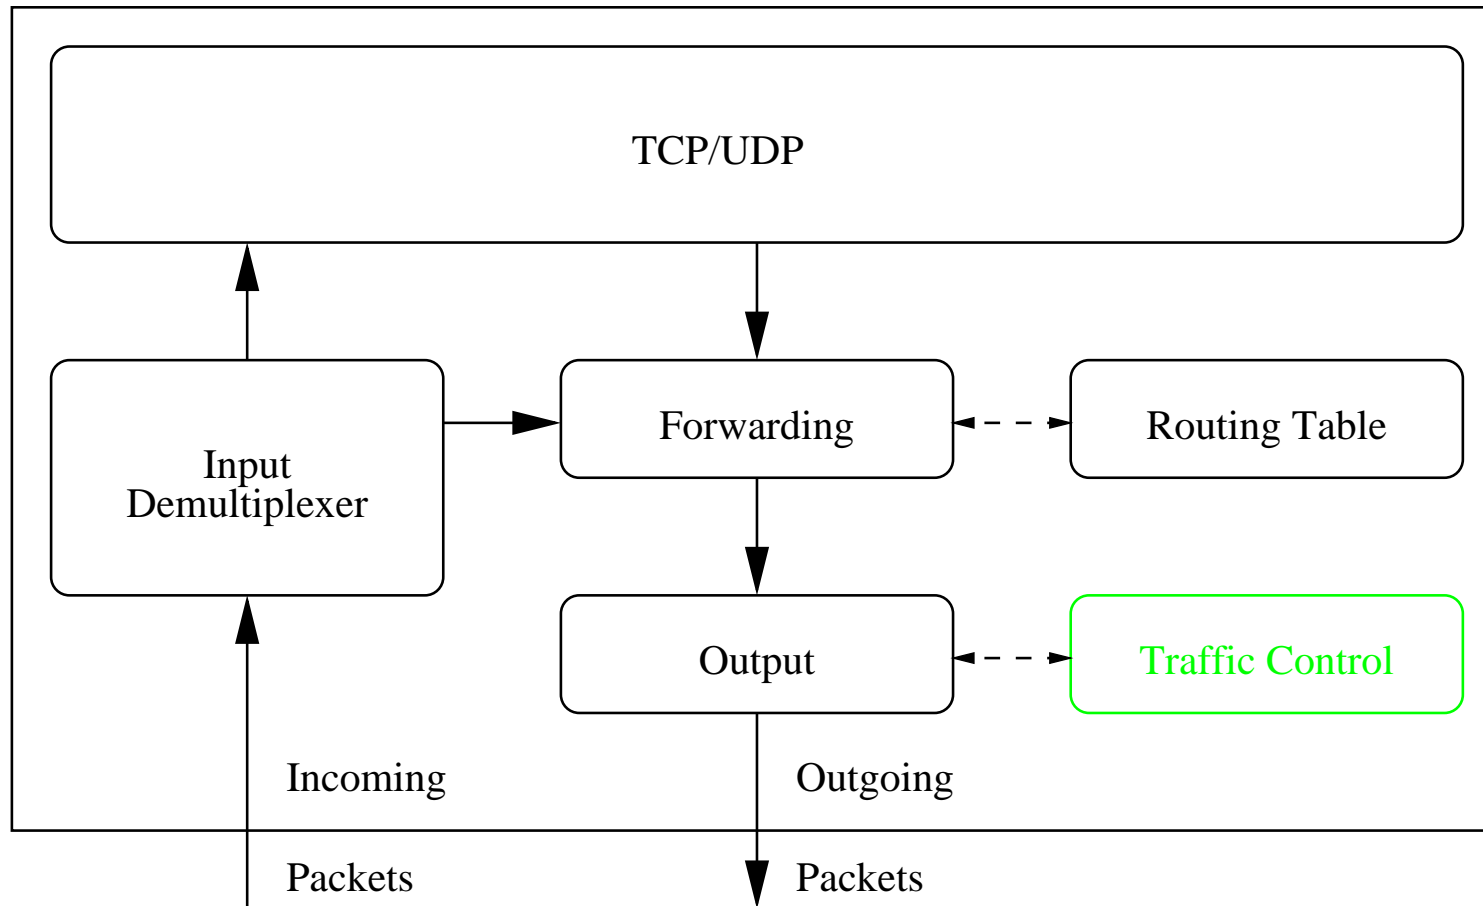 TCP/UDP
Forwarding
Routing Table
Input
Demultiplexer
Output
Traffic Control
Incoming
Outgoing
Packets
Packets